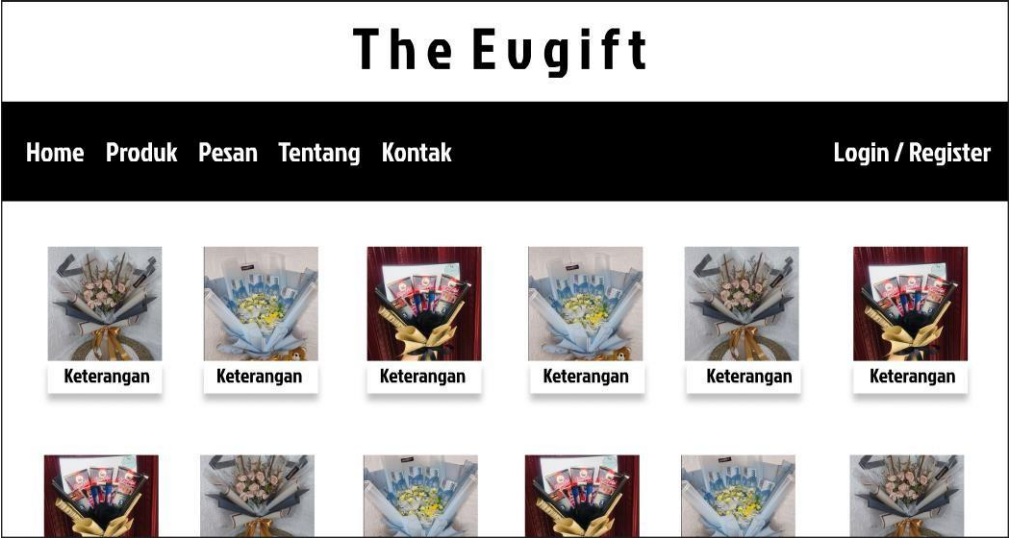 The Eugift
Home Produk Pesan Tentang Kontak Login / Register
Keterangan Keterangan Keterangan Keterangan Keterangan Keterangan